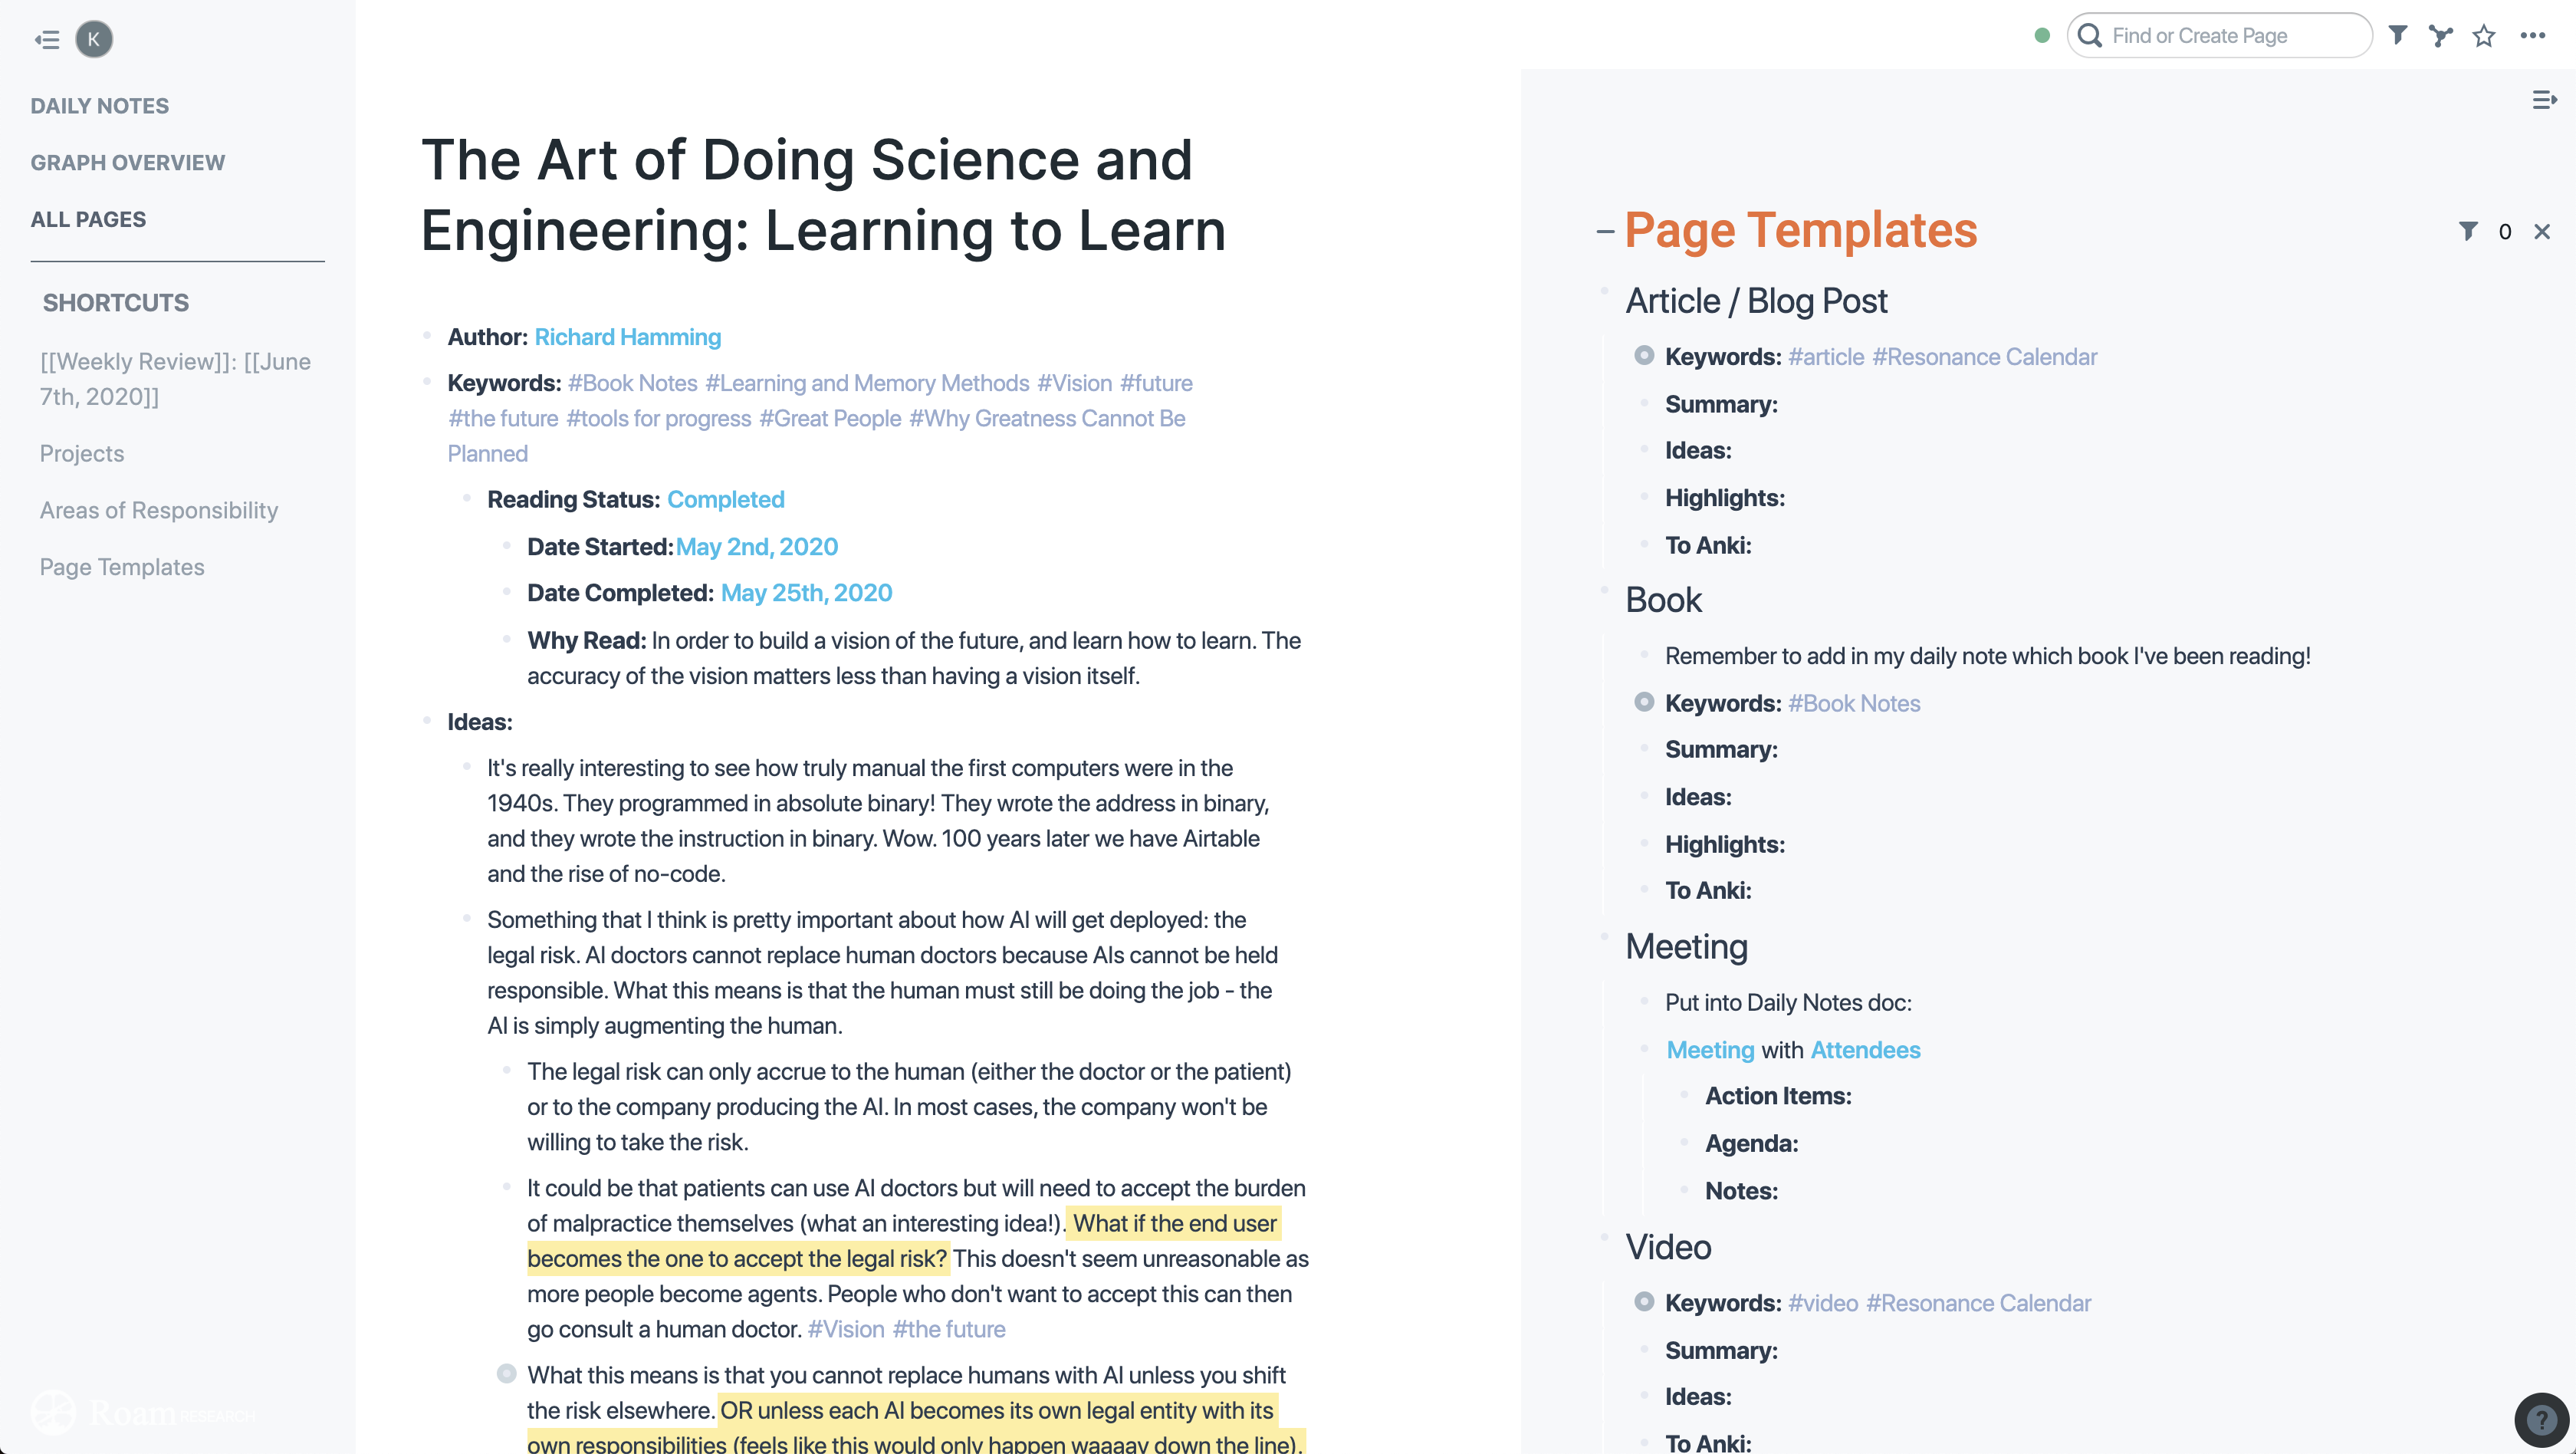 K
DAILY NOTES
GRAPH OVERVIEW
ALL PAGES
SHORTCUTS
[[Weekly Review]]: [[June
7th, 2020]]
Projects
Areas of Responsibility
Page Templates
Roam RESEARCH
Find or Create Page
The Art of Doing Science and
Engineering: Learning to Learn
Author: Richard Hamming
Keywords: #Book Notes #Learning and Memory Methods #Vision #future
#the future #tools for progress #Great People #Why Greatness Cannot Be
Planned
Reading Status: Completed
Date Started:May 2nd, 2020
Date Completed: May 25th, 2020
Why Read: In order to build a vision of the future, and learn how to learn. The
accuracy of the vision matters less than having a vision itself.
Ideas:
It's really interesting to see how truly manual the first computers were in the
1940s. They programmed in absolute binary! They wrote the address in binary,
and they wrote the instruction in binary. Wow. 100 years later we have Airtable
and the rise of no-code.
Something that I think is pretty important about how AI will get deployed: the
legal risk. AI doctors cannot replace human doctors because AIs cannot be held
responsible. What this means is that the human must still be doing the job - the
AI is simply augmenting the human.
The legal risk can only accrue to the human (either the doctor or the patient)
or to the company producing the AI. In most cases, the company won't be
willing to take the risk.
It could be that patients can use AI doctors but will need to accept the burden
of malpractice themselves (what an interesting idea!). What if the end user
becomes the one to accept the legal risk? This doesn't seem unreasonable as
more people become agents. People who don't want to accept this can then
go consult a human doctor. #Vision #the future
What this means is that you cannot replace humans with AI unless you shift
the risk elsewhere. OR unless each AI becomes its own legal entity with its
own responsibilities (feels like this would only happen waaaay down the line).
Page Templates
0
Article / Blog Post
Keywords: #article #Resonance Calendar
Summary:
Ideas:
Highlights:
To Anki:
Book
Remember to add in my daily note which book I've been reading!
Keywords: #Book Notes
Summary:
Ideas:
Highlights:
To Anki:
Meeting
Put into Daily Notes doc:
Meeting with Attendees
Action Items:
Agenda:
Notes:
Video
Keywords: #video #Resonance Calendar
Summary:
Ideas:
To Anki:
?